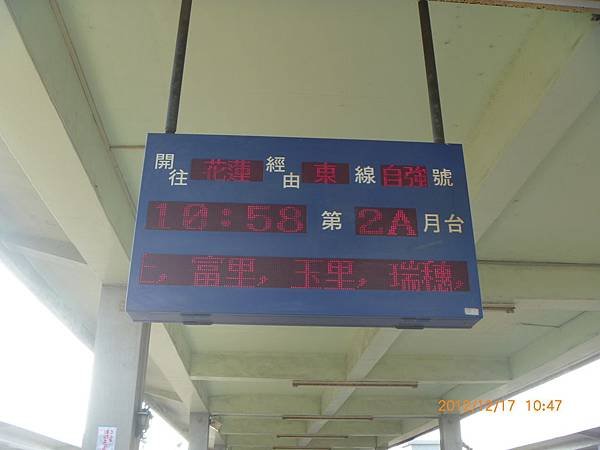 開往 花蓮 經由 東 線 自強 號
10:58 第 2A 月台
富里, 玉里, 瑞穗,
2018/12/17 10:47